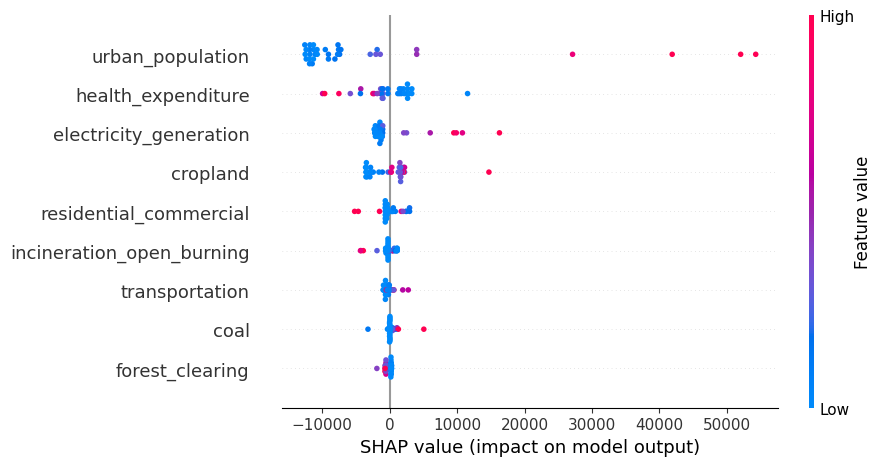 High
urban_population
health_expenditure
electricity_generation
cropland
residential_commercial
incineration_open_burning
transportation
coal
forest_clearing
Feature value
Low
−10000 0 10000 20000 30000 40000 50000
SHAP value (impact on model output)